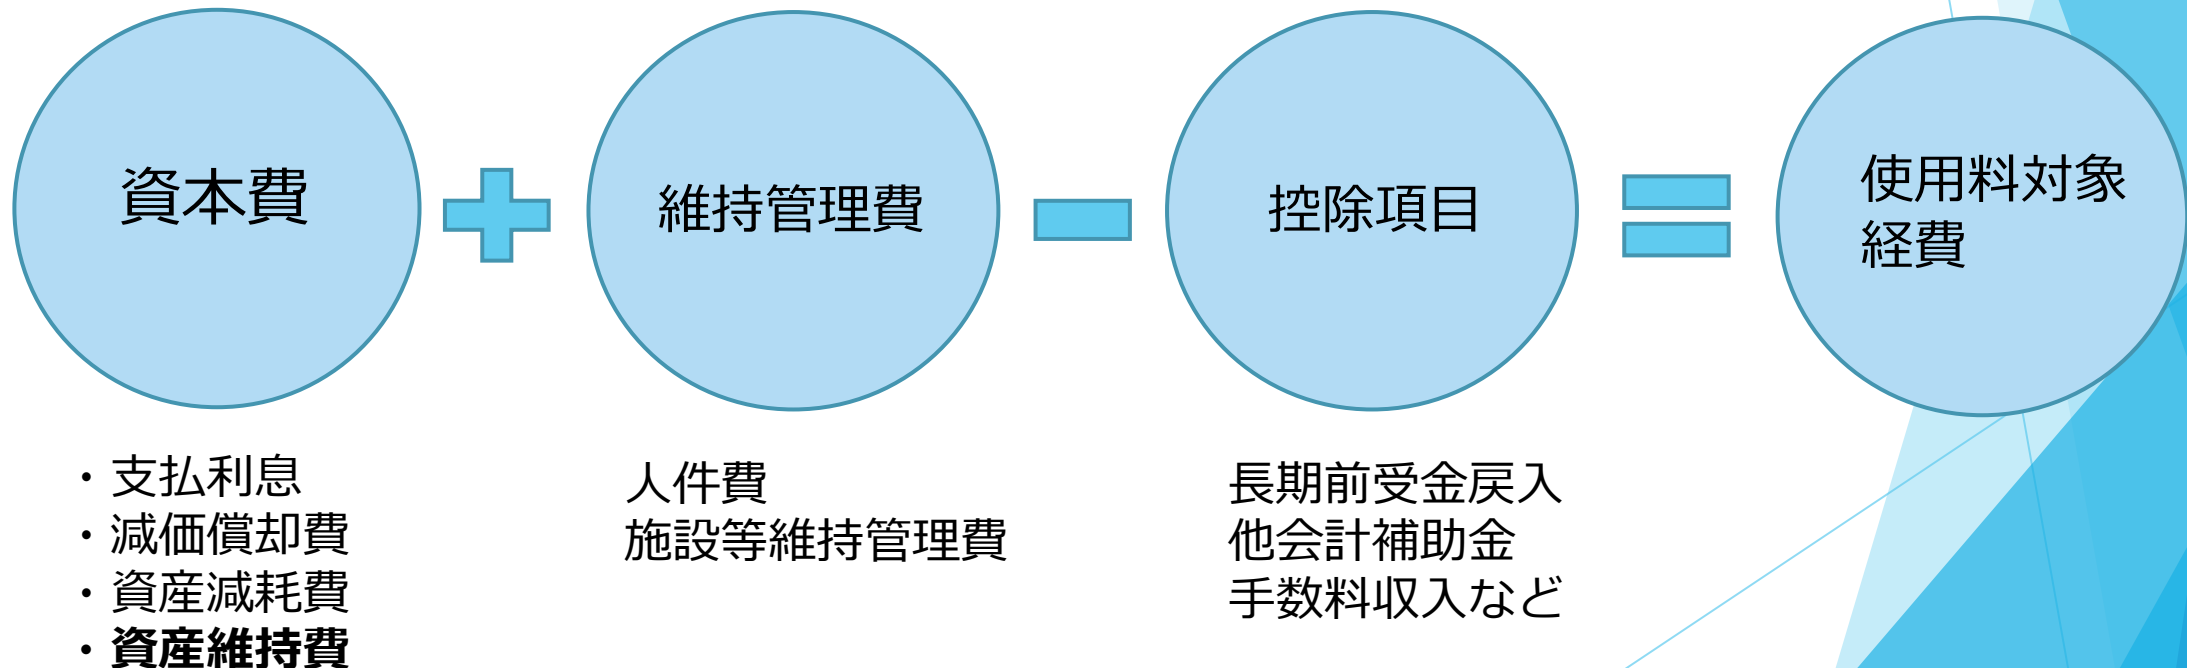 資本費
維持管理費
控除項目
使用料対象
経費
・支払利息
・減価償却費
・資産減耗費
・資産維持費
人件費
施設等維持管理費
長期前受金戻入
他会計補助金
手数料収入など